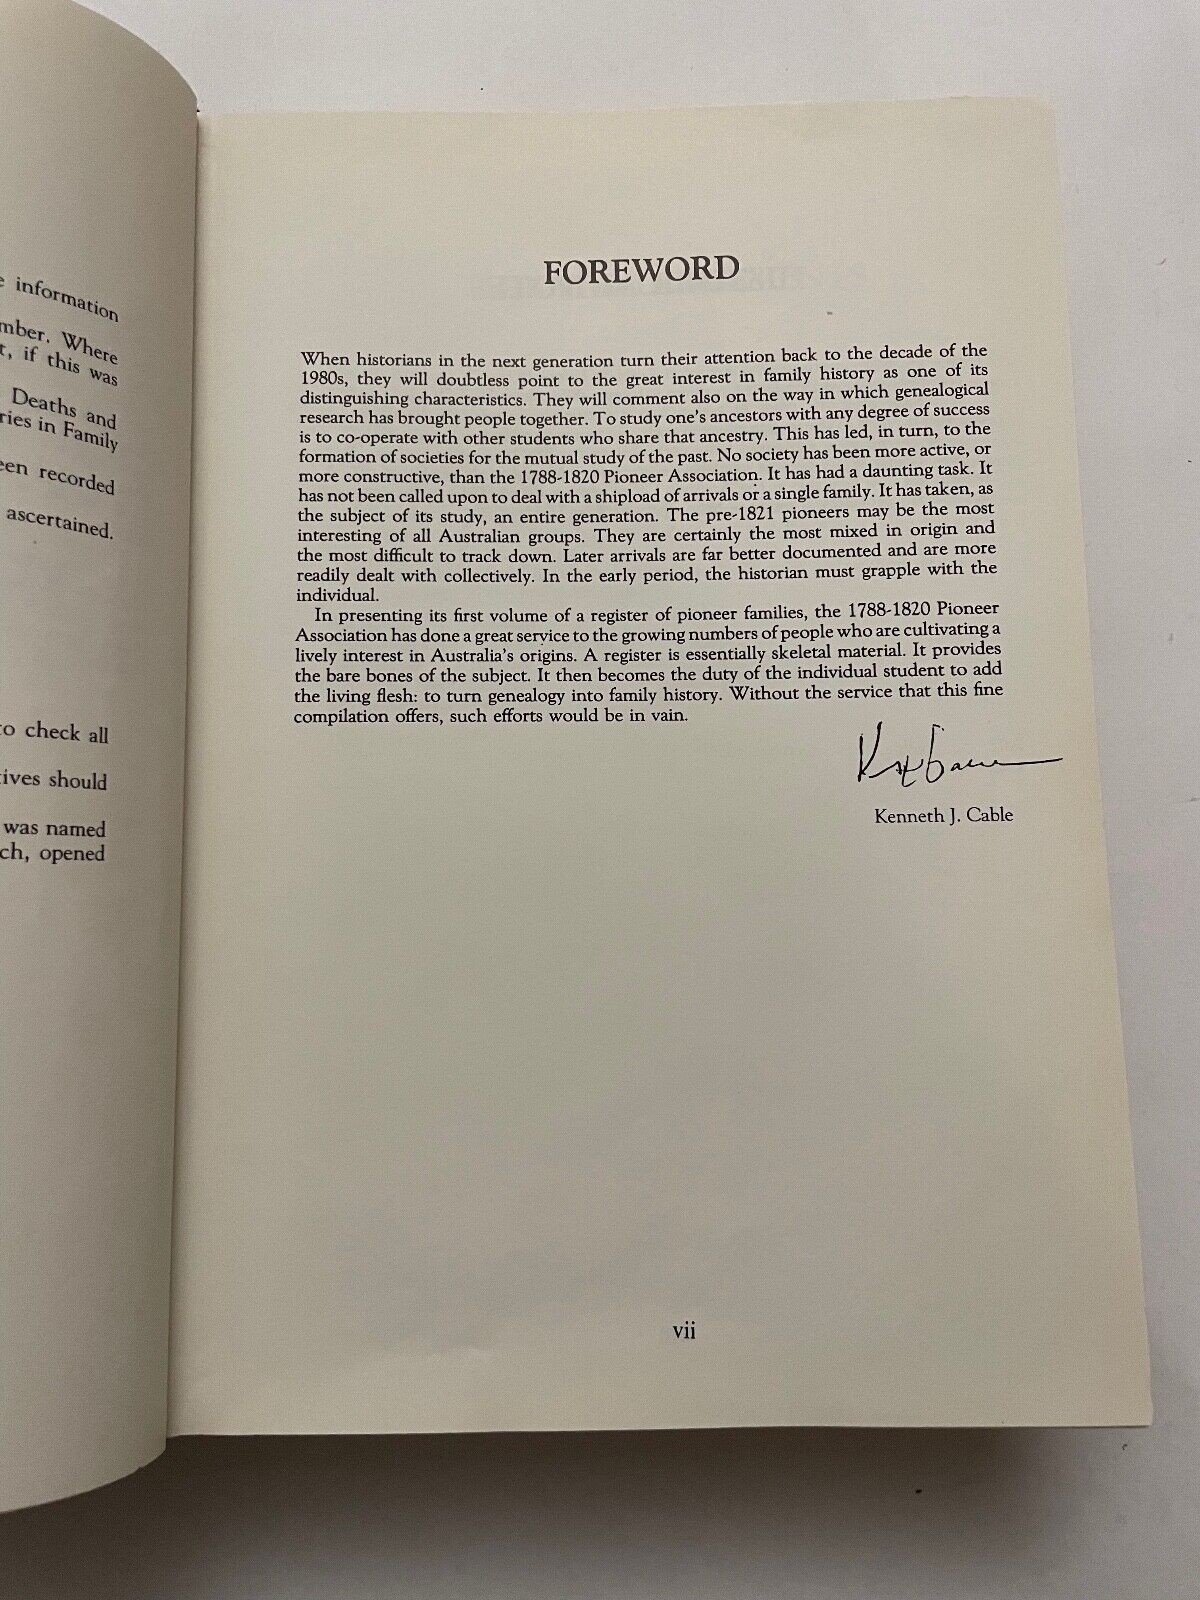 information
mber. Where
t, if this was
Deaths and
ries in Family
een recorded
ascertained.
to check all
tives should
was named
ch, opened
FOREWORD
When historians in the next generation turn their attention back to the decade of the
1980s, they will doubtless point to the great interest in family history as one of its
distinguishing characteristics. They will comment also on the way in which genealogical
research has brought people together. To study one's ancestors with any degree of success
is to co-operate with other students who share that ancestry. This has led, in turn, to the
formation of societies for the mutual study of the past. No society has been more active, or
more constructive, than the 1788-1820 Pioneer Association. It has had a daunting task. It
has not been called upon to deal with a shipload of arrivals or a single family. It has taken, as
the subject of its study, an entire generation. The pre-1821 pioneers may be the most
interesting of all Australian groups. They are certainly the most mixed in origin and
the most difficult to track down. Later arrivals are far better documented and are more
readily dealt with collectively. In the early period, the historian must grapple with the
individual.
In presenting its first volume of a register of pioneer families, the 1788-1820 Pioneer
Association has done a great service to the growing numbers of people who are cultivating a
lively interest in Australia's origins. A register is essentially skeletal material. It provides
the bare bones of the subject. It then becomes the duty of the individual student to add
the living flesh: to turn genealogy into family history. Without the service that this fine
compilation offers, such efforts would be in vain.
Kenneth J. Cable
vii